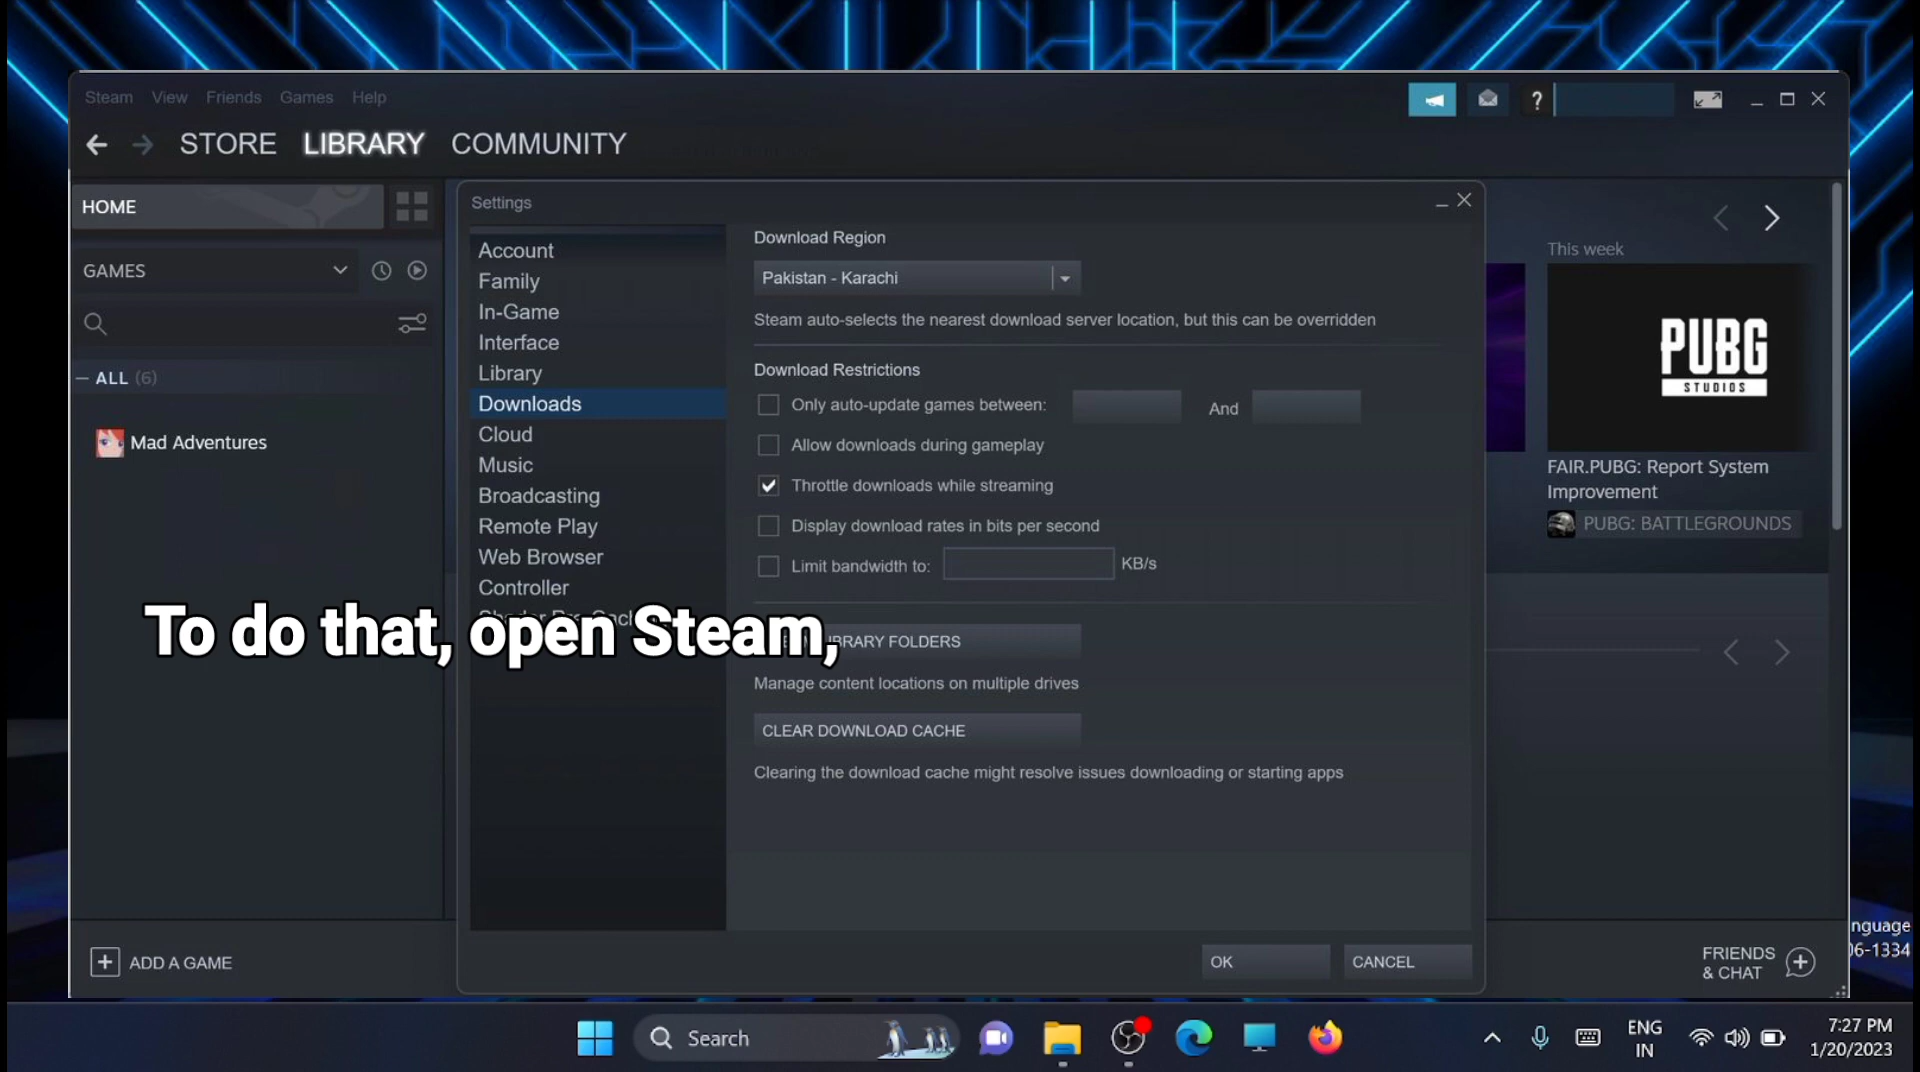 Steam View Friends Games Help
?
STORE LIBRARY COMMUNITY
HOME
GAMES
ALL (6)
Mad Adventures
ADD A GAME
Settings
Account
Family
In-Game
Interface
Library
Downloads
Cloud
Music
Broadcasting
Remote Play
Web Browser
Controller
Download Region
Pakistan - Karachi
Steam auto-selects the nearest download server location, but this can be overridden
Download Restrictions
Only auto-update games between: And
Allow downloads during gameplay
Throttle downloads while streaming
Display download rates in bits per second
Limit bandwidth to: KB/s
To do that, open Steam,
LIBRARY FOLDERS
Manage content locations on multiple drives
CLEAR DOWNLOAD CACHE
Clearing the download cache might resolve issues downloading or starting apps
OK CANCEL
This week
PUBG
STUDIOS
FAIR.PUBG: Report System
Improvement
PUBG: BATTLEGROUNDS
FRIENDS
& CHAT
nguage
06-1334
Search
ENG
IN
7:27 PM
1/20/2023